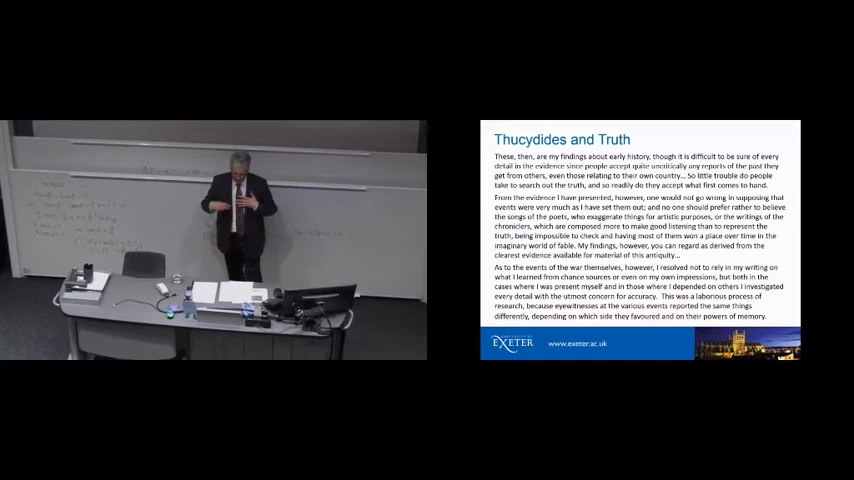 Thucydides and Truth
These, then, are my findings about early history, though it is difficult to be sure of every
detail in the evidence since people accept quite uncritically any reports of the past they
get from others, even those relating to their own country... So little trouble do people
take to search out the truth, and so readily do they accept what first comes to hand.
From the evidence I have presented, however, one would not go wrong in supposing that
events were very much as I have set them out; and no one should prefer rather to believe
the songs of the poets, who exaggerate things for artistic purposes, or the writings of the
chroniclers, which are composed more to make good listening than to represent the
truth, being impossible to check and having most of them won a place over time in the
imaginary world of fable. My findings, however, you can regard as derived from the
clearest evidence available for material of this antiquity...
As to the events of the war themselves, however, I resolved not to rely in my writing on
what I learned from chance sources or even on my own impressions, but both in the
cases where I was present myself and in those where I depended on others I investigated
every detail with the utmost concern for accuracy. This was a laborious process of
research, because eyewitnesses at the various events reported the same things
differently, depending on which side they favoured and on their powers of memory.
EXETER
www.exeter.ac.uk